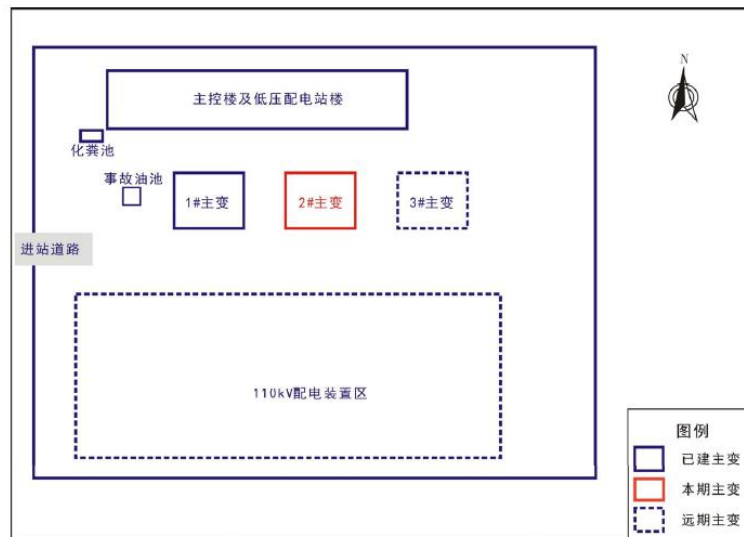 N
主控楼及低压配电站楼
化粪池
事故油池
1#主变
2#主变
3#主变
进站道路
110kV配电装置区
图例
已建主变
本期主变
远期主变